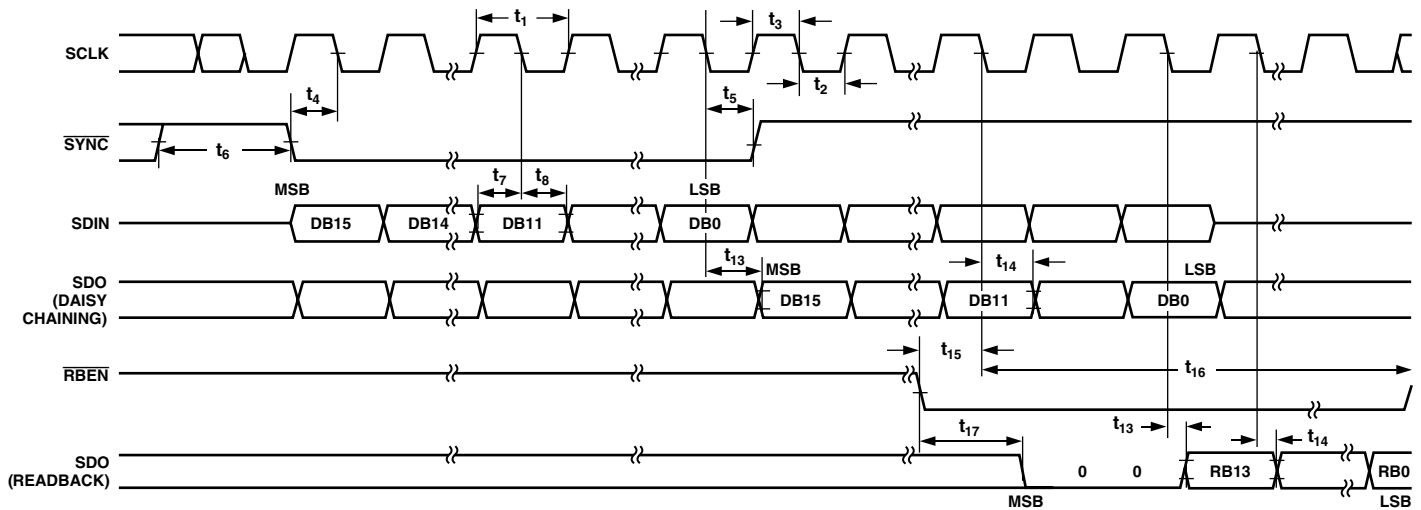 t1 t3
SCLK
t4 t5 t2
SYNC
t6
MSB t7 t8 LSB
SDIN DB15 DB14 DB11 DB0
t13 MSB t14 LSB
SDO
(DAISY
CHAINING)
DB15 DB11 DB0
t15
RBEN t16
t17 t13 t14
SDO
(READBACK)
0 0 RB13 RB0
MSB LSB